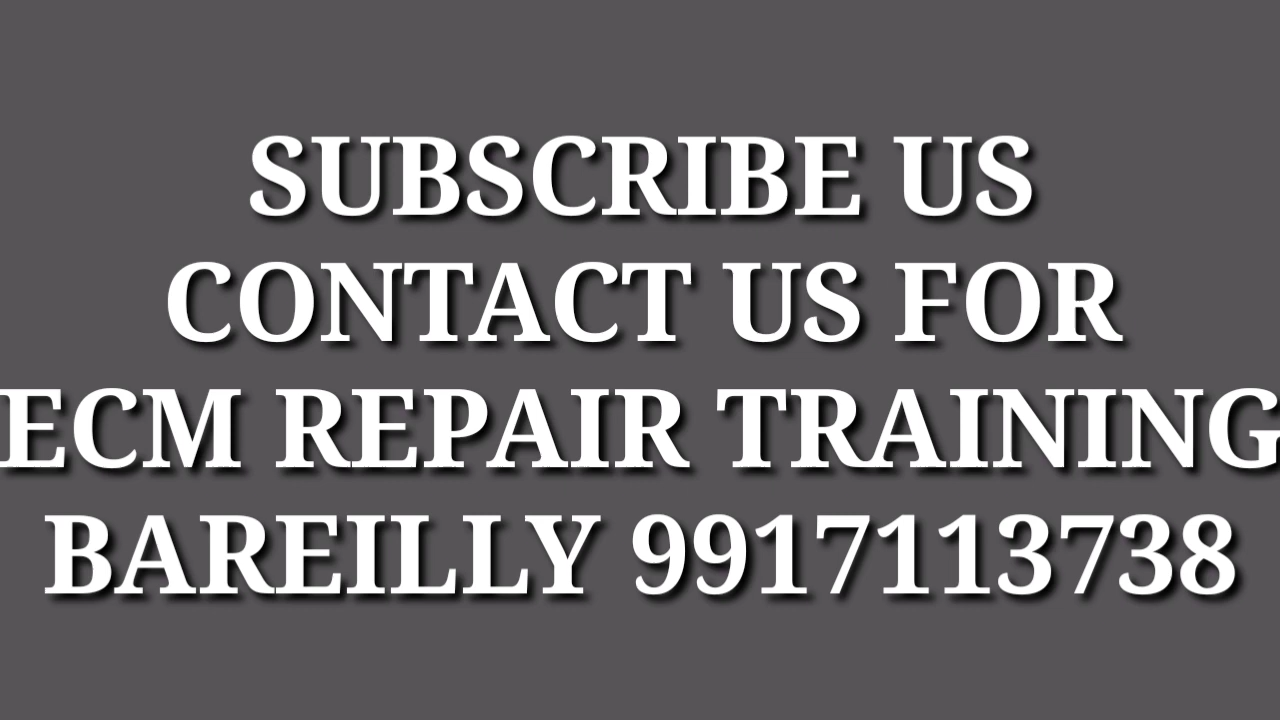 SUBSCRIBE US
CONTACT US FOR
ECM REPAIR TRAINING
BAREILLY 9917113738